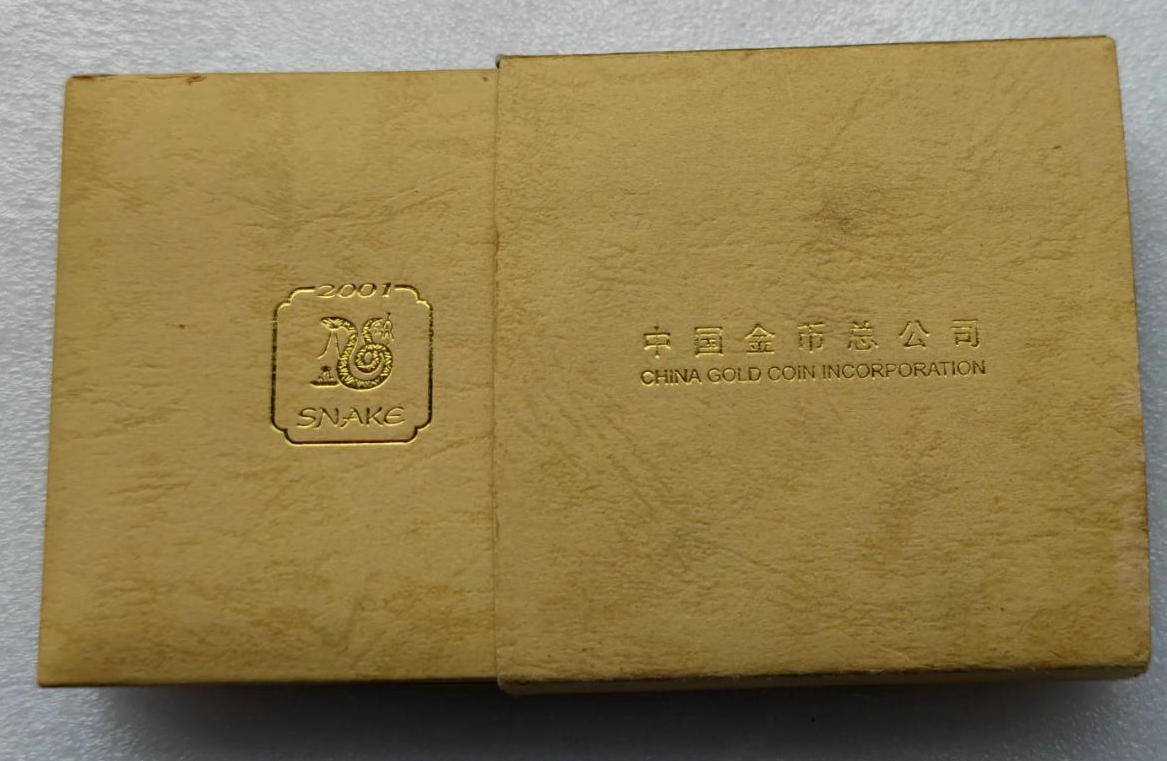 2001
SNAKE
中国金币总公司
CHINA GOLD COIN INCORPORATION